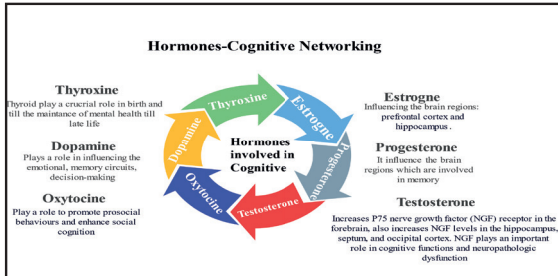 Hormones-Cognitive Networking
Thyroxine
Thyroid play a crucrial role in birth and
till the maintance of mental health till
late life
Dopamine
Plays a role in influencing the
emotional, memory circuits,
decision-making
Oxytocine
Play a role to promote prosocial
behaviours and enhance social
cognition
Thyroxine
Estrogne
Progesterone
Testosterone
Oxytocine
Dopamine
Hormones
involved in
Cognitive
Estrogne
Influencing the brain regions:
prefrontal cortex and
hippocampus .
Progesterone
It influence the brain
regions which are involved
in memory
Testosterone
Increases P75 nerve growth factor (NGF) receptor in the
forebrain, also increases NGF levels in the hippocampus,
septum, and occipital cortex. NGF plays an important
role in cognitive functions and neuropathologic
dysfunction